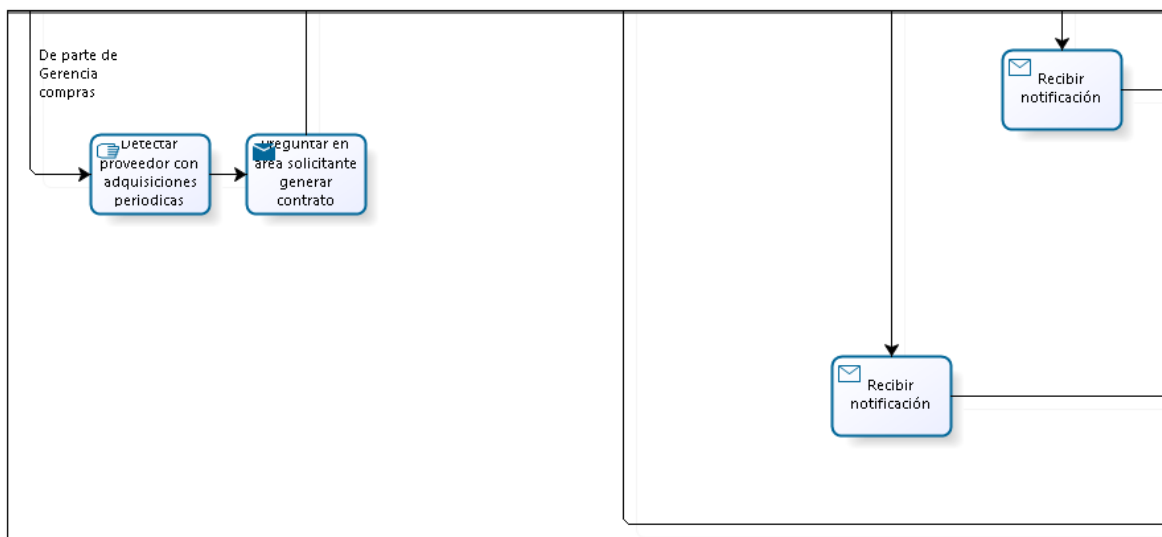 De parte de
Gerencia
compras
Detectar
proveedor con
adquisiciones
periodicas
Preguntar en
área solicitante
generar
contrato
Recibir
notificación
Recibir
notificación